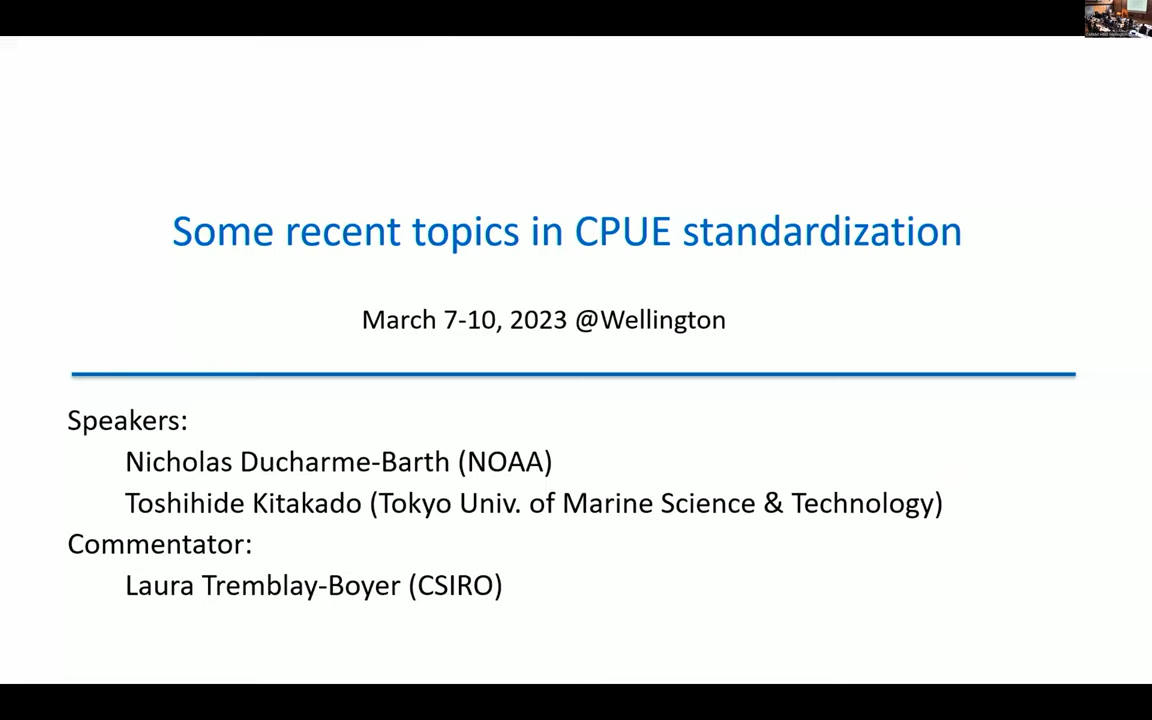 Some recent topics in CPUE standardization
March 7-10, 2023 @Wellington
Speakers:
Nicholas Ducharme-Barth (NOAA)
Toshihide Kitakado (Tokyo Univ. of Marine Science & Technology)
Commentator:
Laura Tremblay-Boyer (CSIRO)